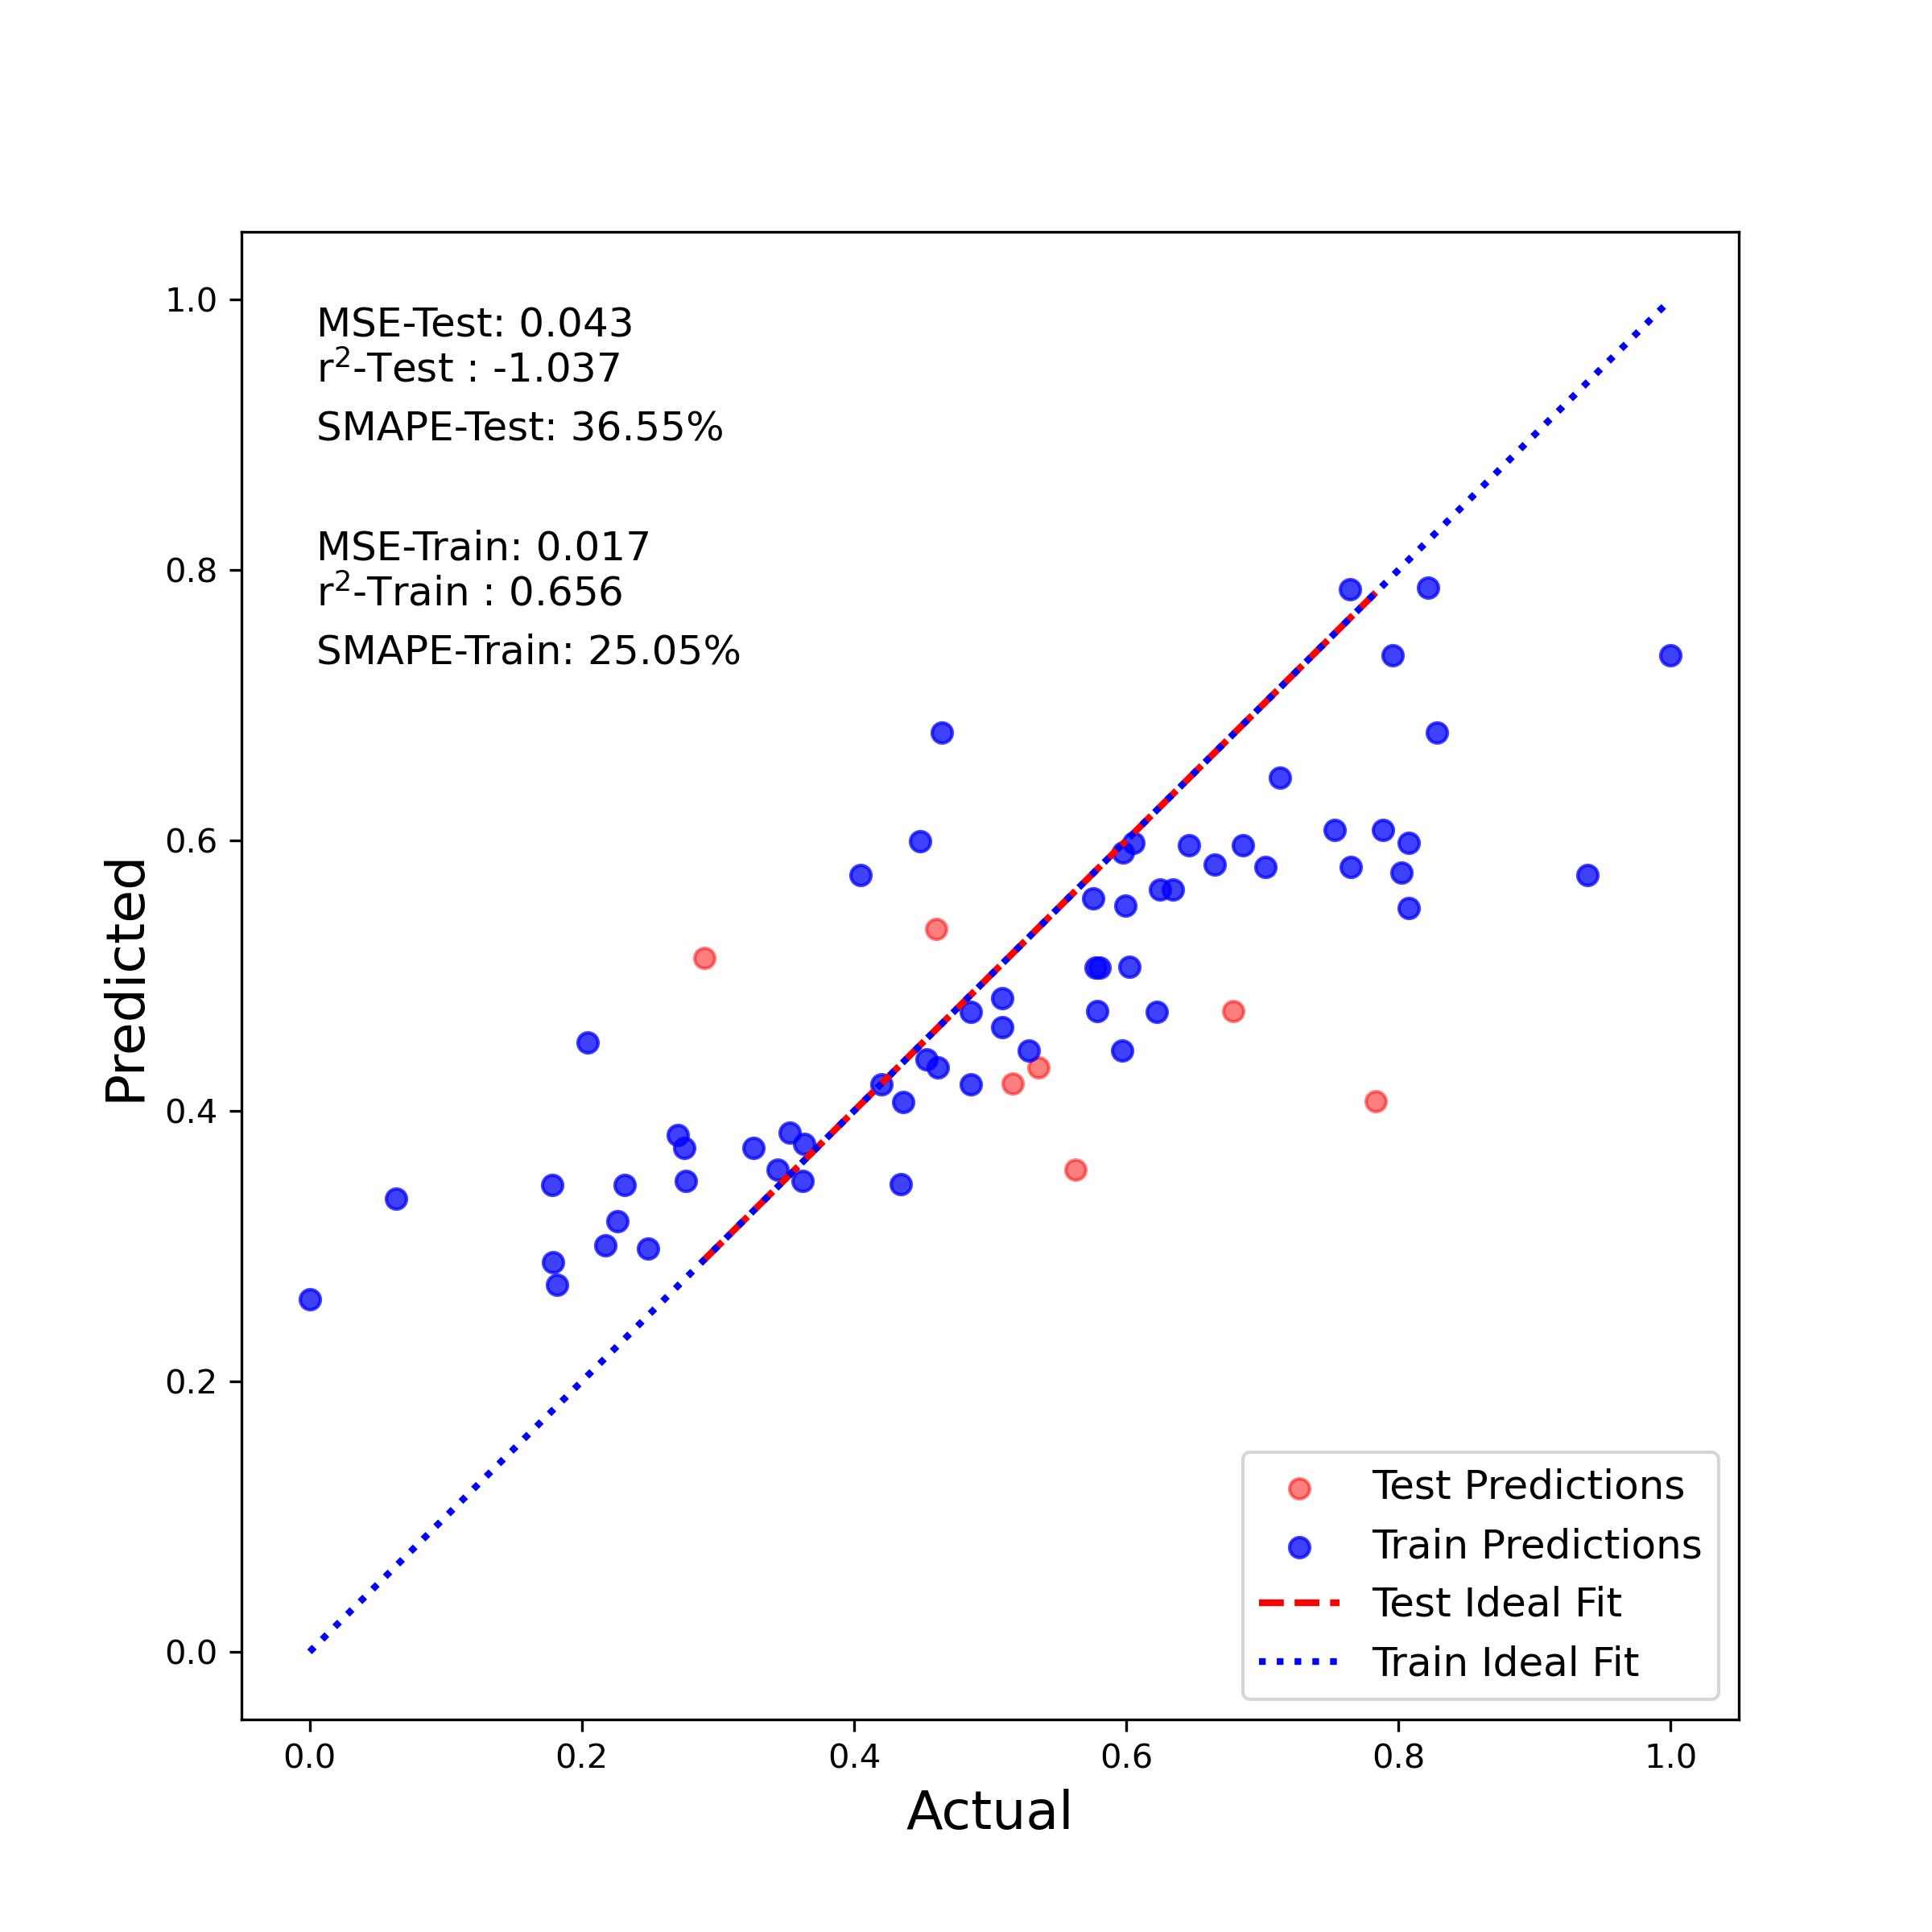 MSE-Test: 0.043
r²-Test : -1.037
SMAPE-Test: 36.55%
MSE-Train: 0.017
r²-Train : 0.656
SMAPE-Train: 25.05%
1.0
0.8
0.6
0.4
0.2
0.0
Predicted
Test Predictions
Train Predictions
Test Ideal Fit
Train Ideal Fit
0.0 0.2 0.4 0.6 0.8 1.0
Actual